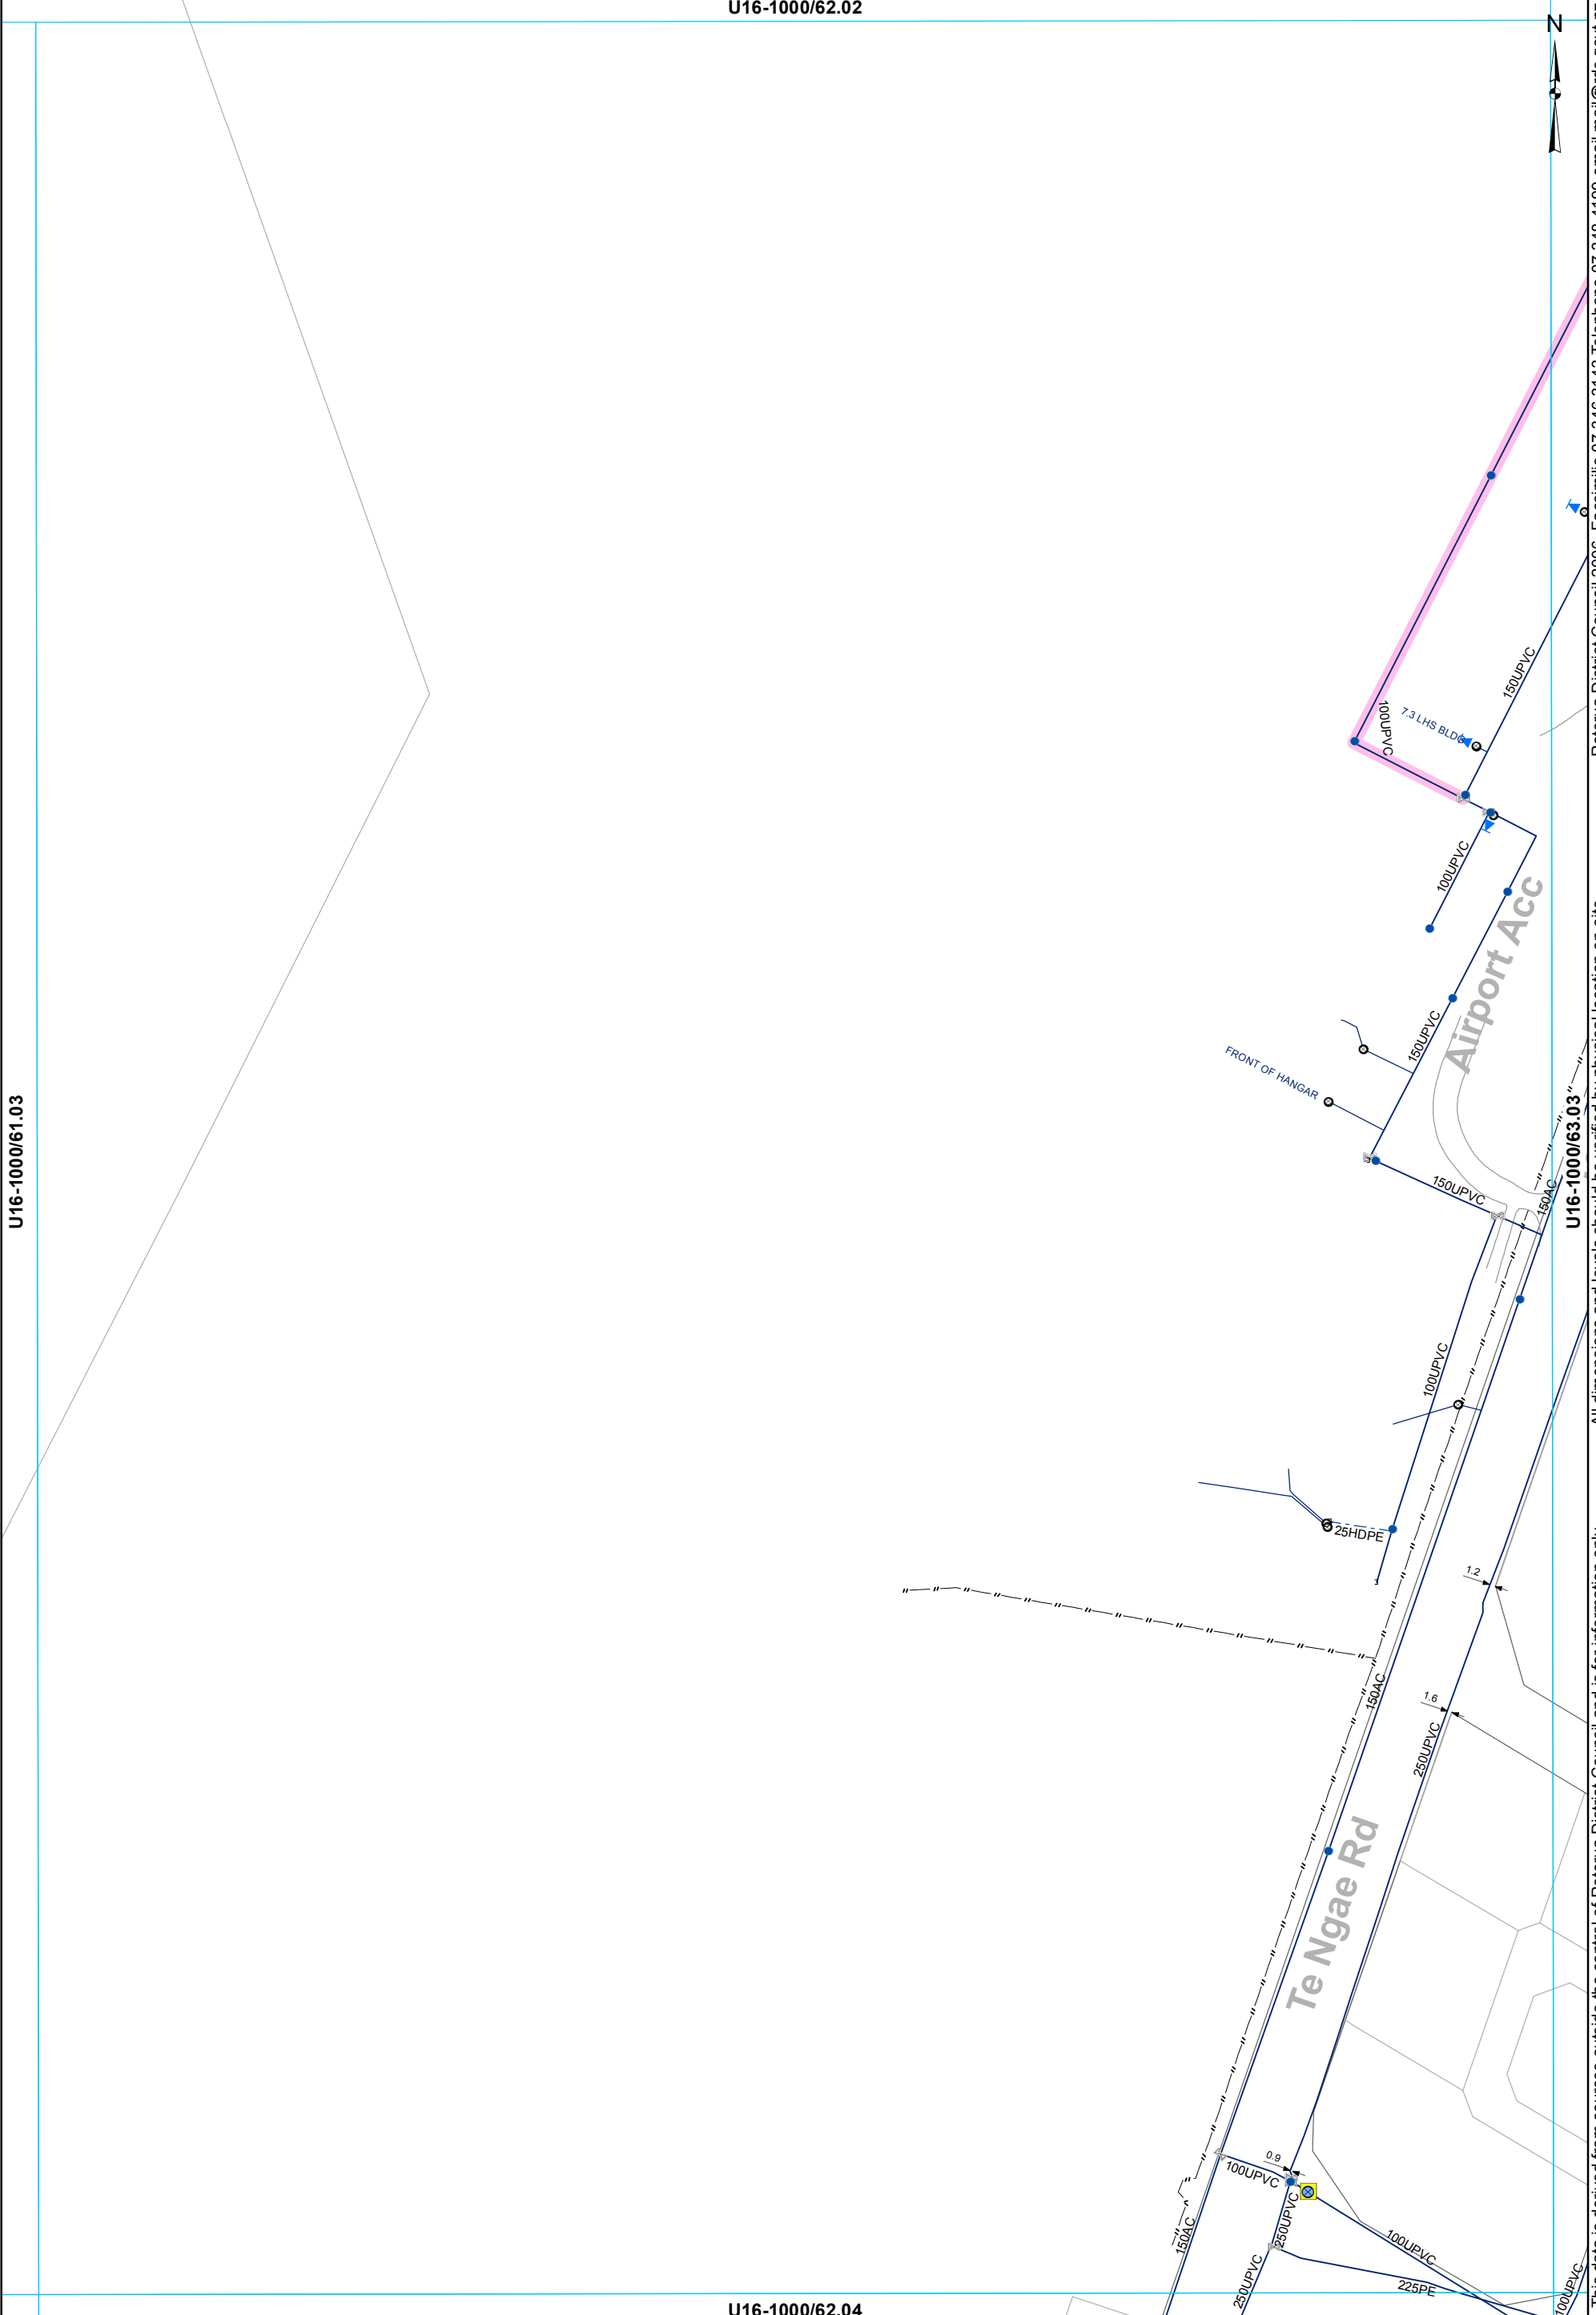 U16-1000/62.02
N
150UPVC
100UPVC
7.3 LHS BLDG
100UPVC
Airport Acc
150UPVC
FRONT OF HANGAR
U16-1000/61.03
U16-1000/63.03
150UPVC
150AC
100UPVC
25HDPE
1.2
150AC
1.6
250UPVC
Te Ngae Rd
0.9
100UPVC
250UPVC
150AC
100UPVC
250UPVC
225PE
100UPVC
U16-1000/62.04